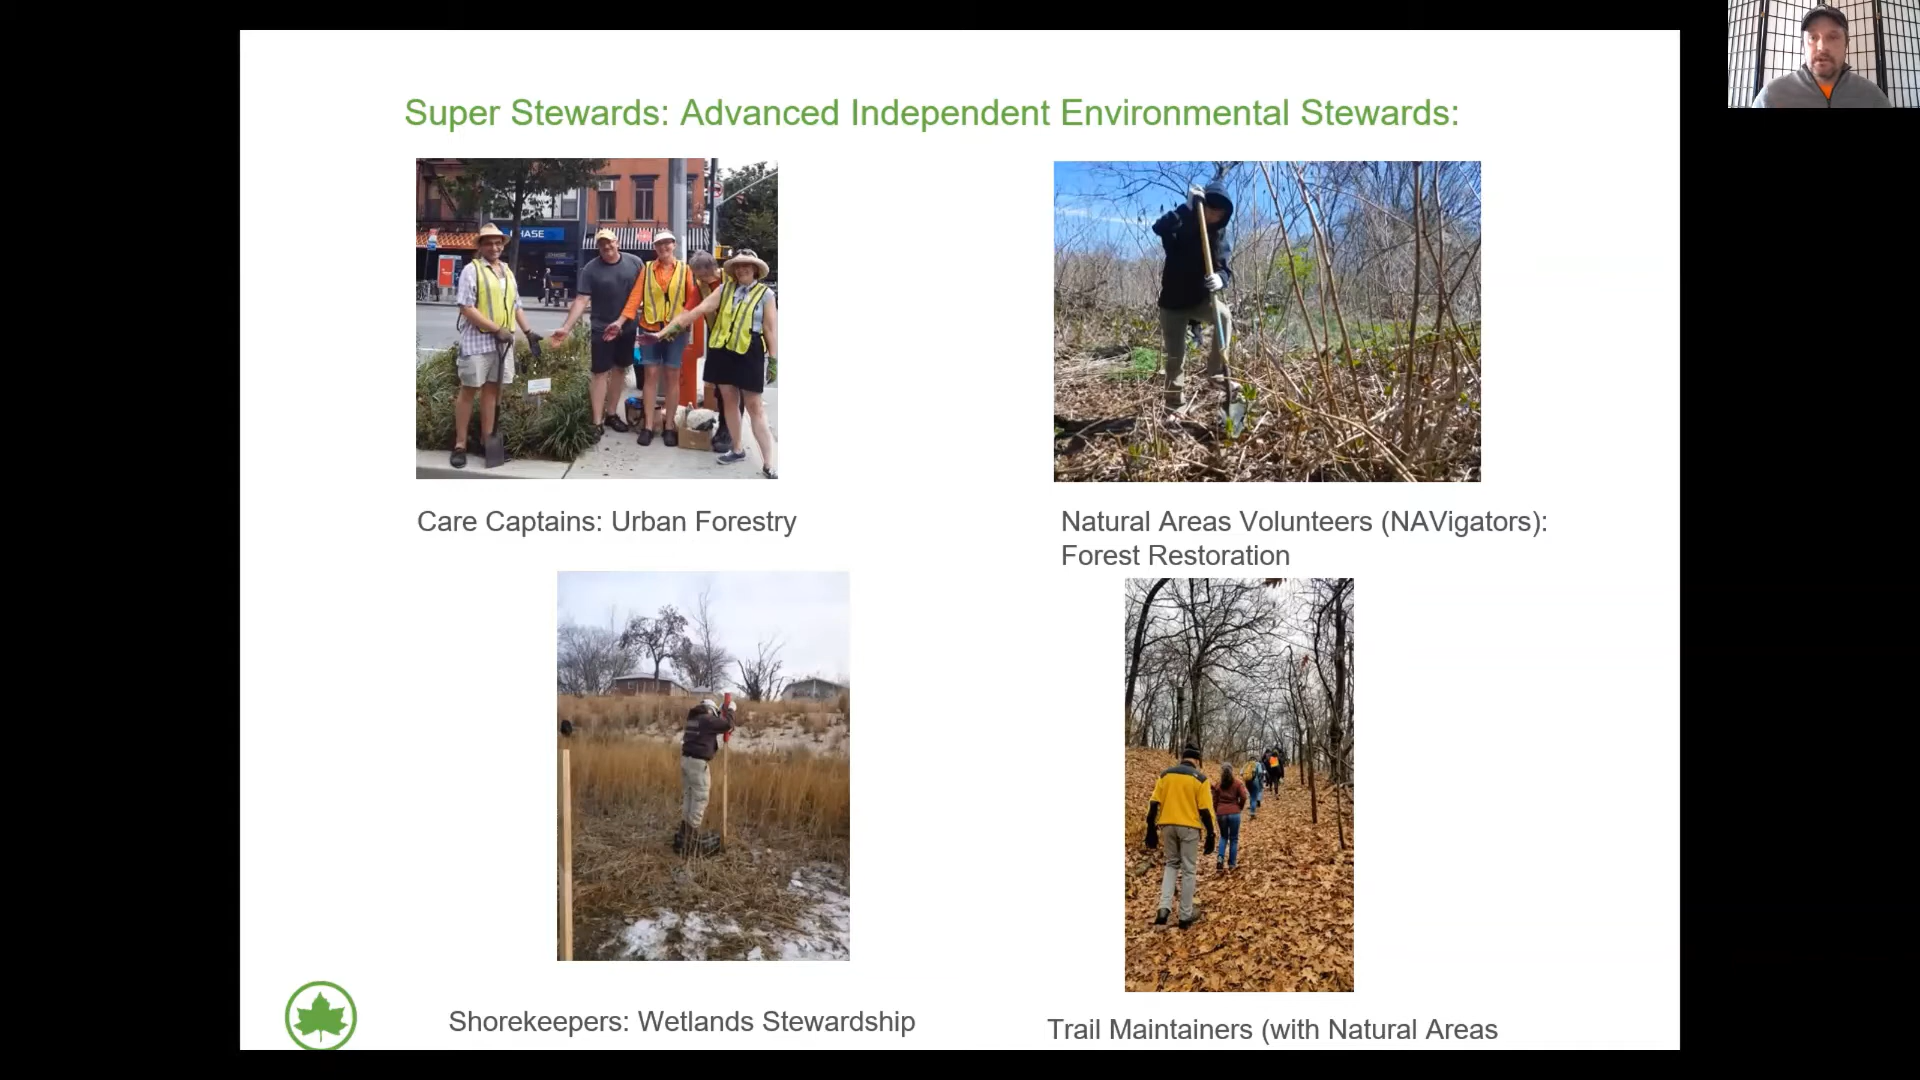 Super Stewards: Advanced Independent Environmental Stewards:
CHASE
Care Captains: Urban Forestry
Natural Areas Volunteers (NAVigators):
Forest Restoration
Shorekeepers: Wetlands Stewardship
Trail Maintainers (with Natural Areas